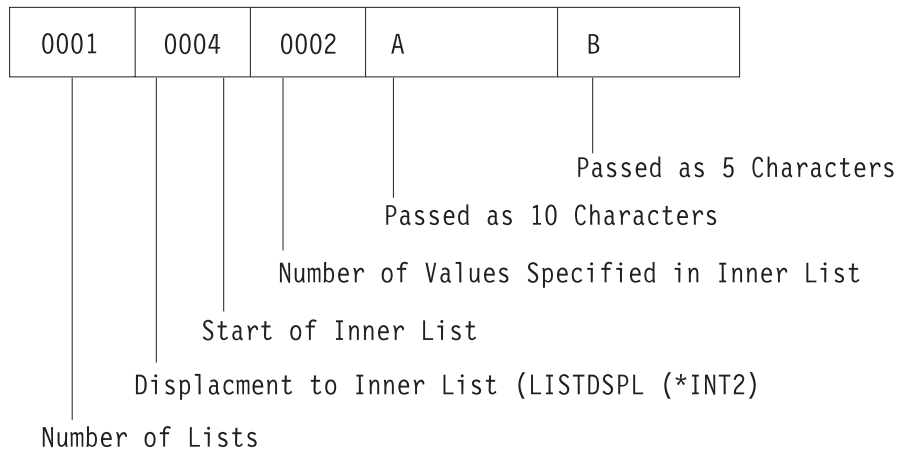 0001 0004 0002 A B
Passed as 5 Characters
Passed as 10 Characters
Number of Values Specified in Inner List
Start of Inner List
Displacment to Inner List (LISTDSPL (*INT2)
Number of Lists